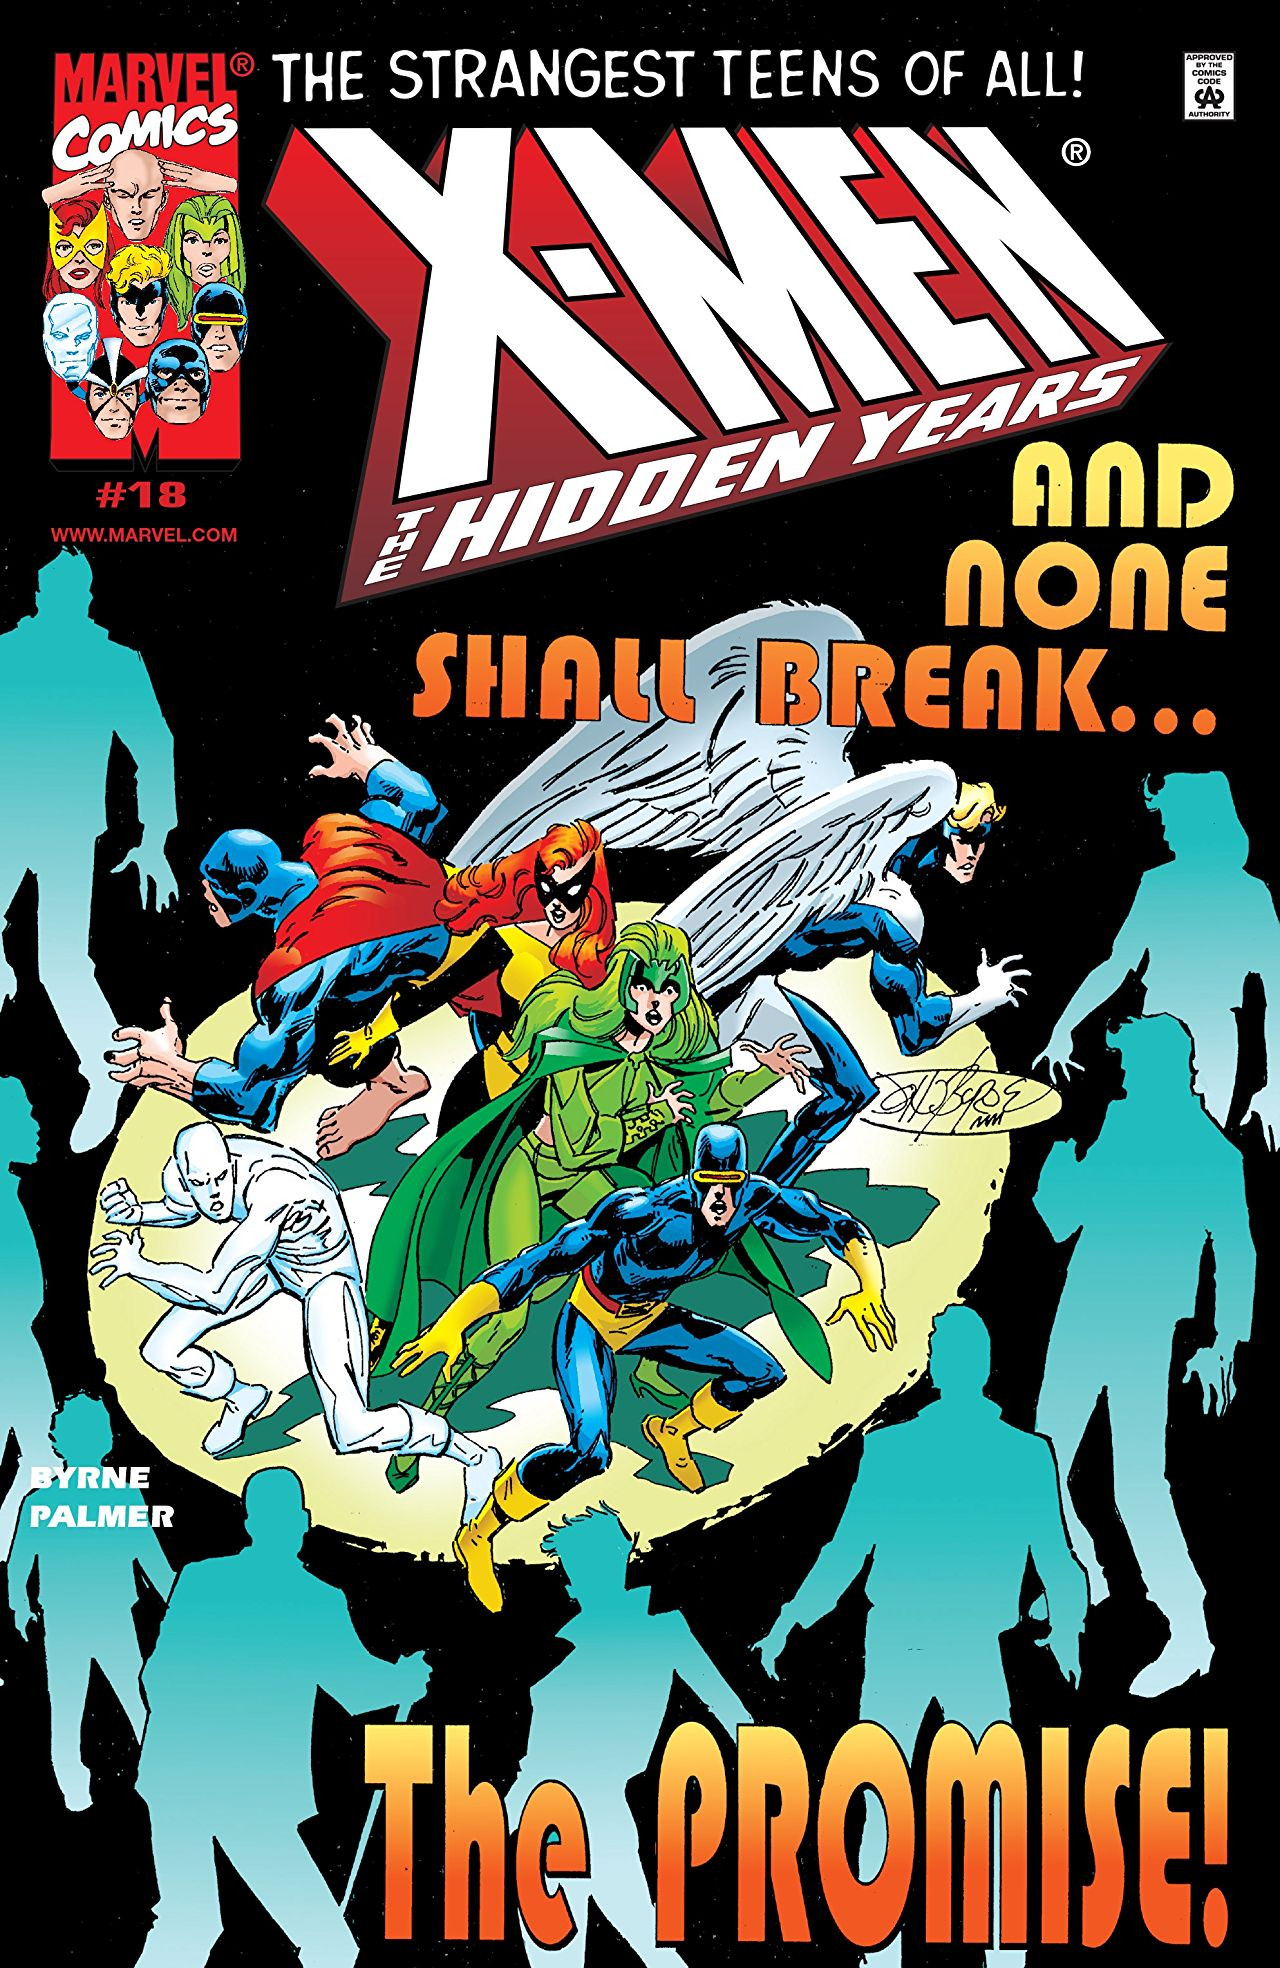 MARVEL®
COMICS
THE STRANGEST TEENS OF ALL!
APPROVED
BY THE
COMICS
CODE
CA
AUTHORITY
X-MEN®
THE HIDDEN YEARS
#18
WWW.MARVEL.COM
AND
NONE
SHALL BREAK...
BYRNE
PALMER
The PROMISE!